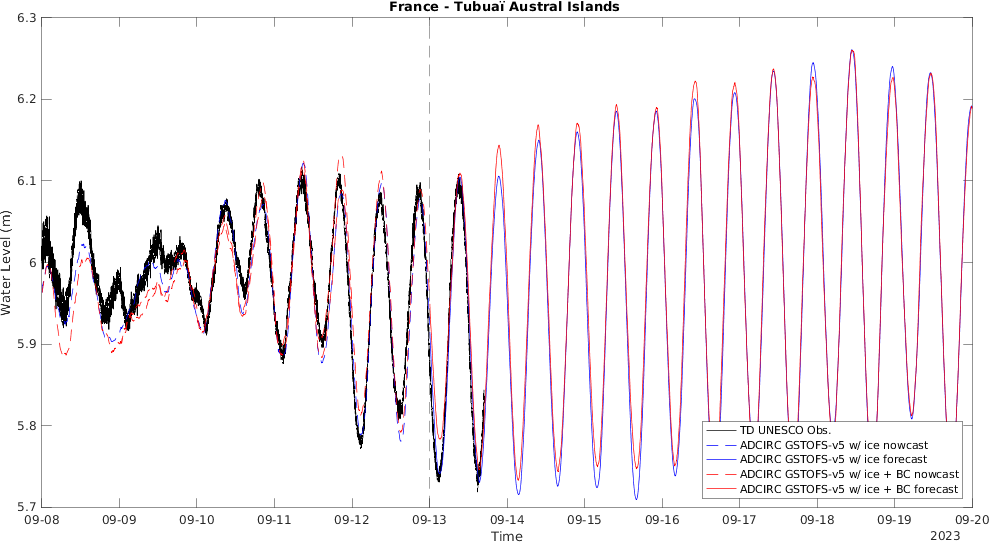 France - Tubuaï Austral Islands
Water Level (m)
6.3
6.2
6.1
6
5.9
5.8
5.7
TD UNESCO Obs.
ADCIRC GSTOFS-v5 w/ ice nowcast
ADCIRC GSTOFS-v5 w/ ice forecast
ADCIRC GSTOFS-v5 w/ ice + BC nowcast
ADCIRC GSTOFS-v5 w/ ice + BC forecast
09-08 09-09 09-10 09-11 09-12 09-13 09-14 09-15 09-16 09-17 09-18 09-19 09-20
Time
2023